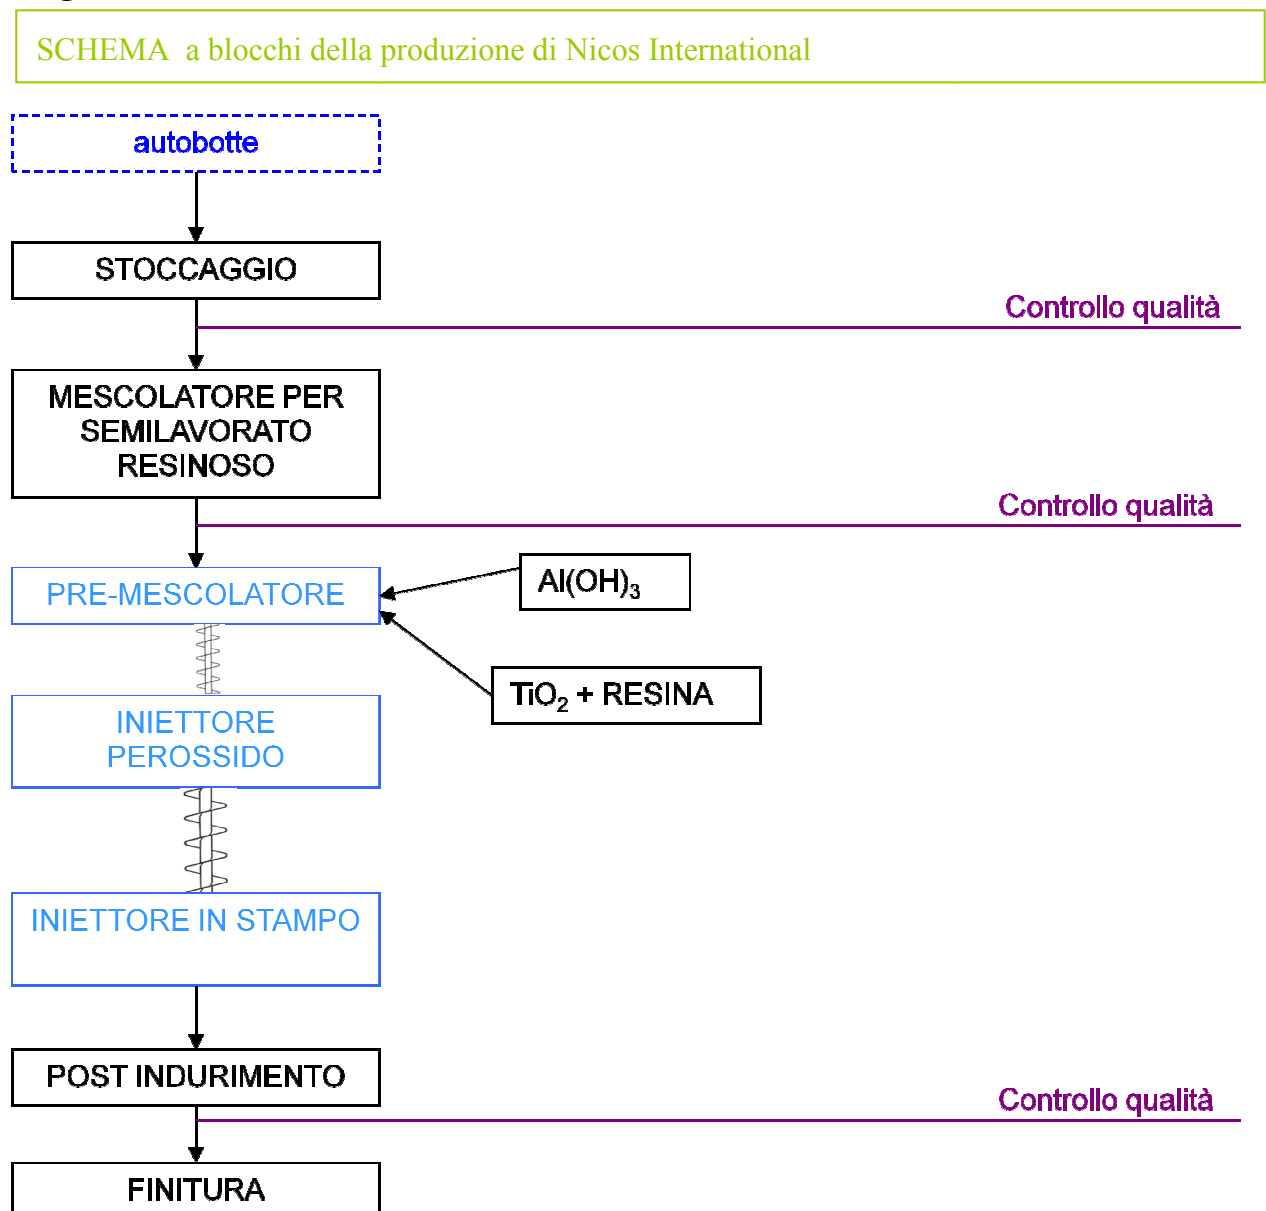 SCHEMA a blocchi della produzione di Nicos International
autobotte
STOCCAGGIO
Controllo qualità
MESCOLATORE PER
SEMILAVORATO
RESINOSO
Controllo qualità
PRE-MESCOLATORE
Al(OH)₃
TiO₂ + RESINA
INIETTORE
PEROSSIDO
INIETTORE IN STAMPO
POST INDURIMENTO
Controllo qualità
FINITURA